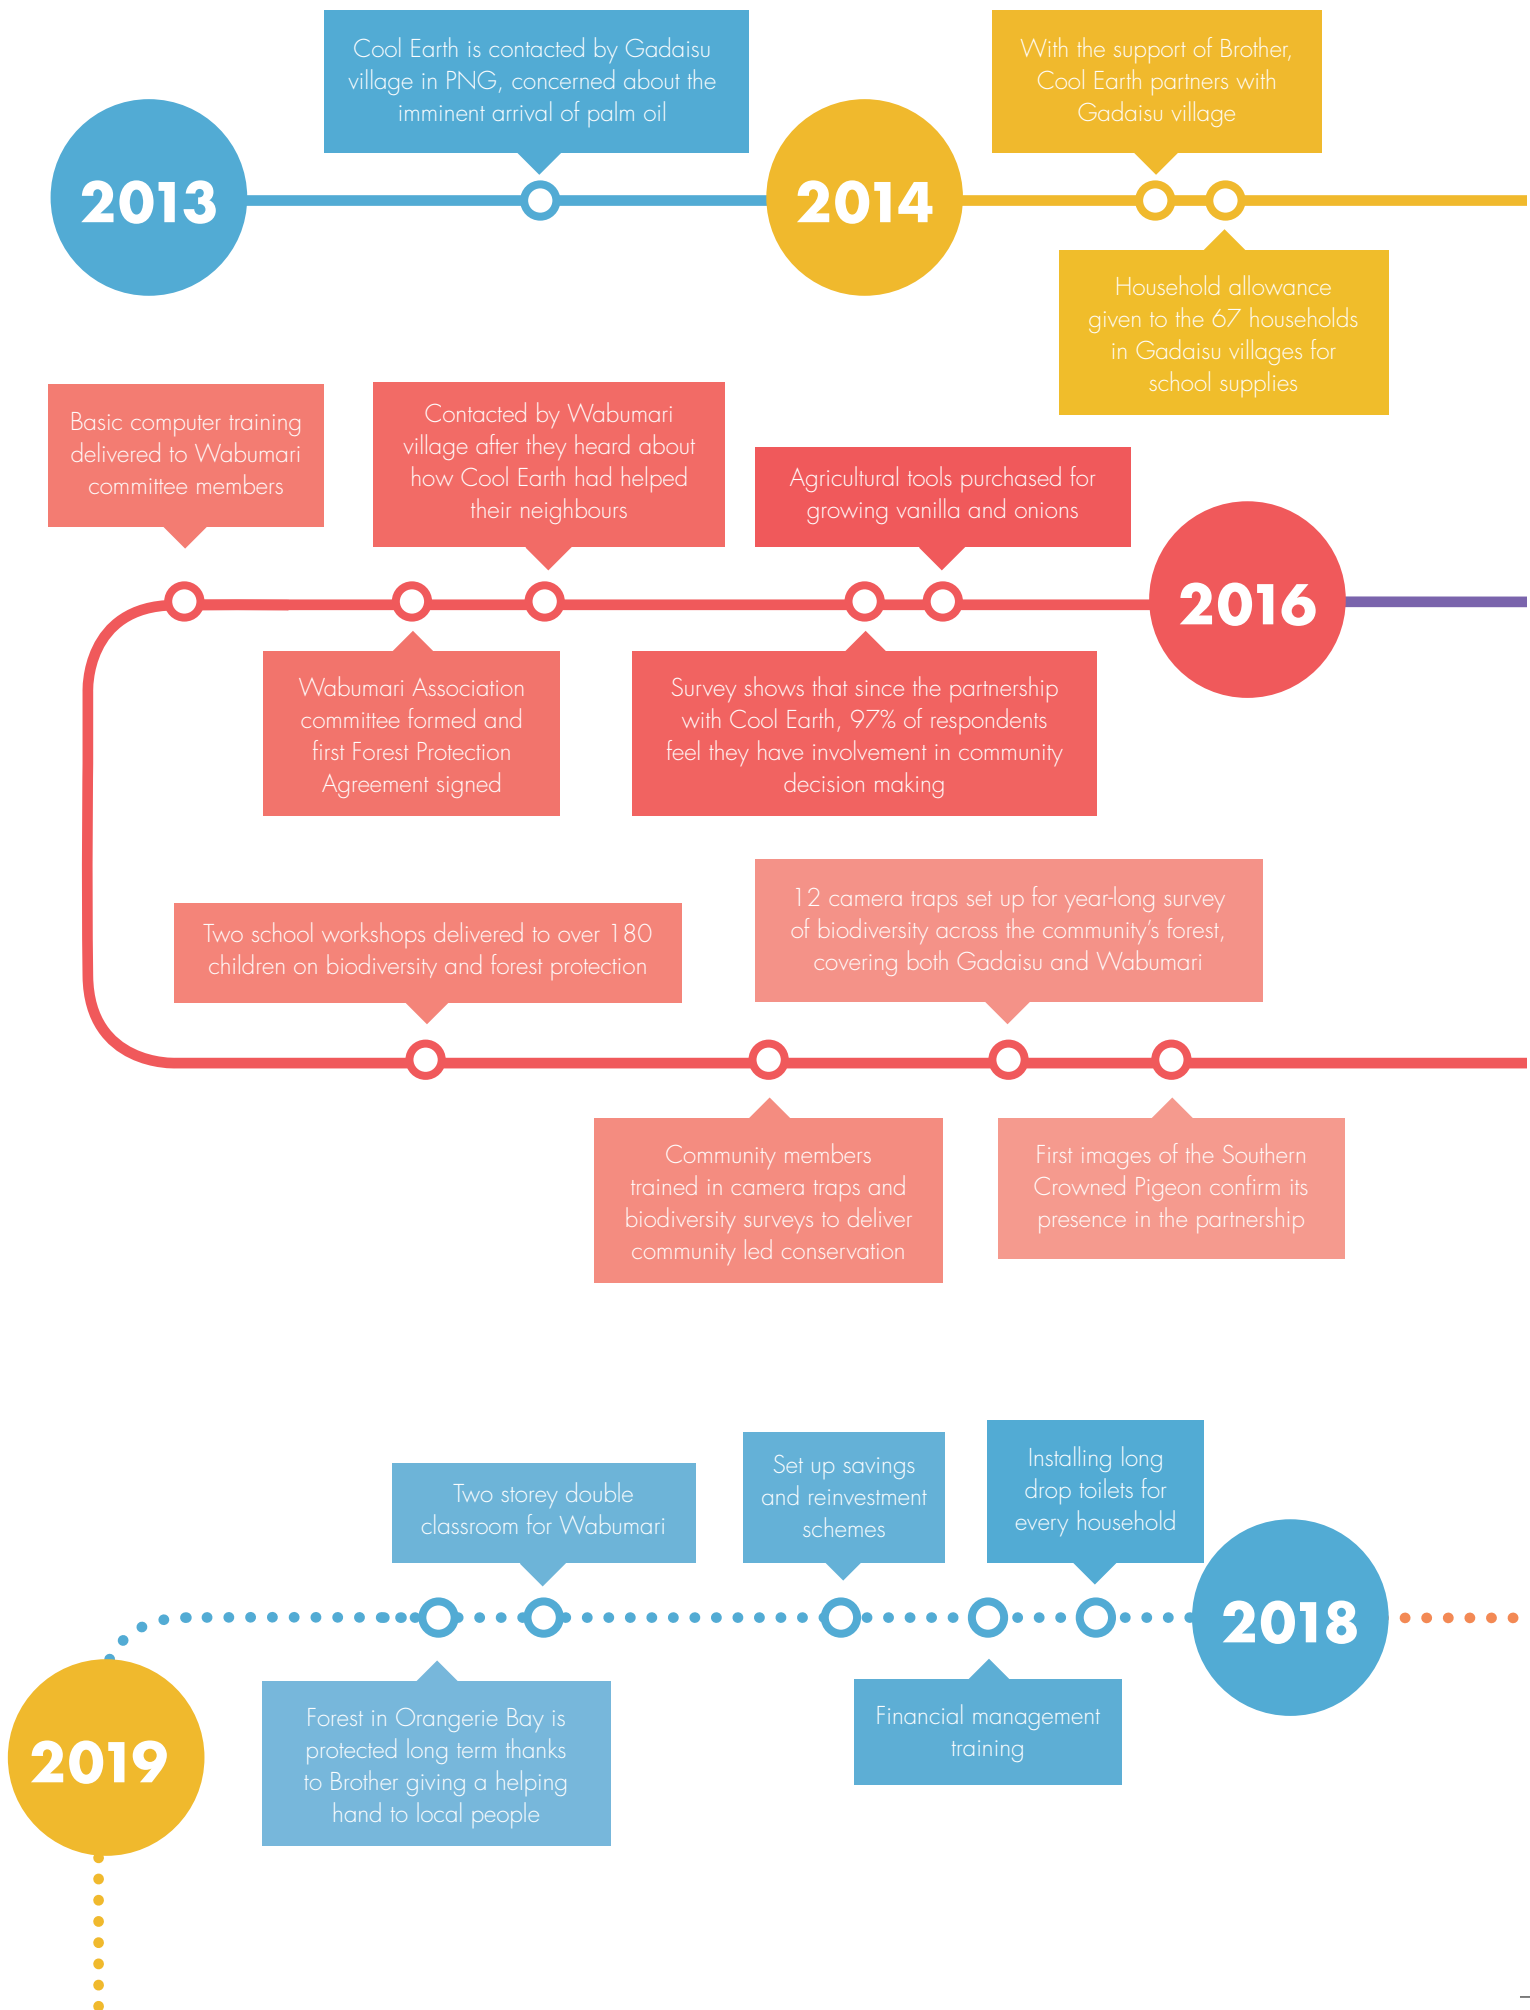 Cool Earth is contacted by Gadaisu
village in PNG, concerned about the
imminent arrival of palm oil
With the support of Brother,
Cool Earth partners with
Gadaisu village
2013
2014
Household allowance
given to the 67 households
in Gadaisu villages for
school supplies
Basic computer training
delivered to Wabumari
committee members
Contacted by Wabumari
village after they heard about
how Cool Earth had helped
their neighbours
Agricultural tools purchased for
growing vanilla and onions
2016
Wabumari Association
committee formed and
first Forest Protection
Agreement signed
Survey shows that since the partnership
with Cool Earth, 97% of respondents
feel they have involvement in community
decision making
Two school workshops delivered to over 180
children on biodiversity and forest protection
12 camera traps set up for year-long survey
of biodiversity across the community's forest,
covering both Gadaisu and Wabumari
Community members
trained in camera traps and
biodiversity surveys to deliver
community led conservation
First images of the Southern
Crowned Pigeon confirm its
presence in the partnership
Two storey double
classroom for Wabumari
Set up savings
and reinvestment
schemes
Installing long
drop toilets for
every household
2018
Forest in Orangerie Bay is
protected long term thanks
to Brother giving a helping
hand to local people
Financial management
training
2019